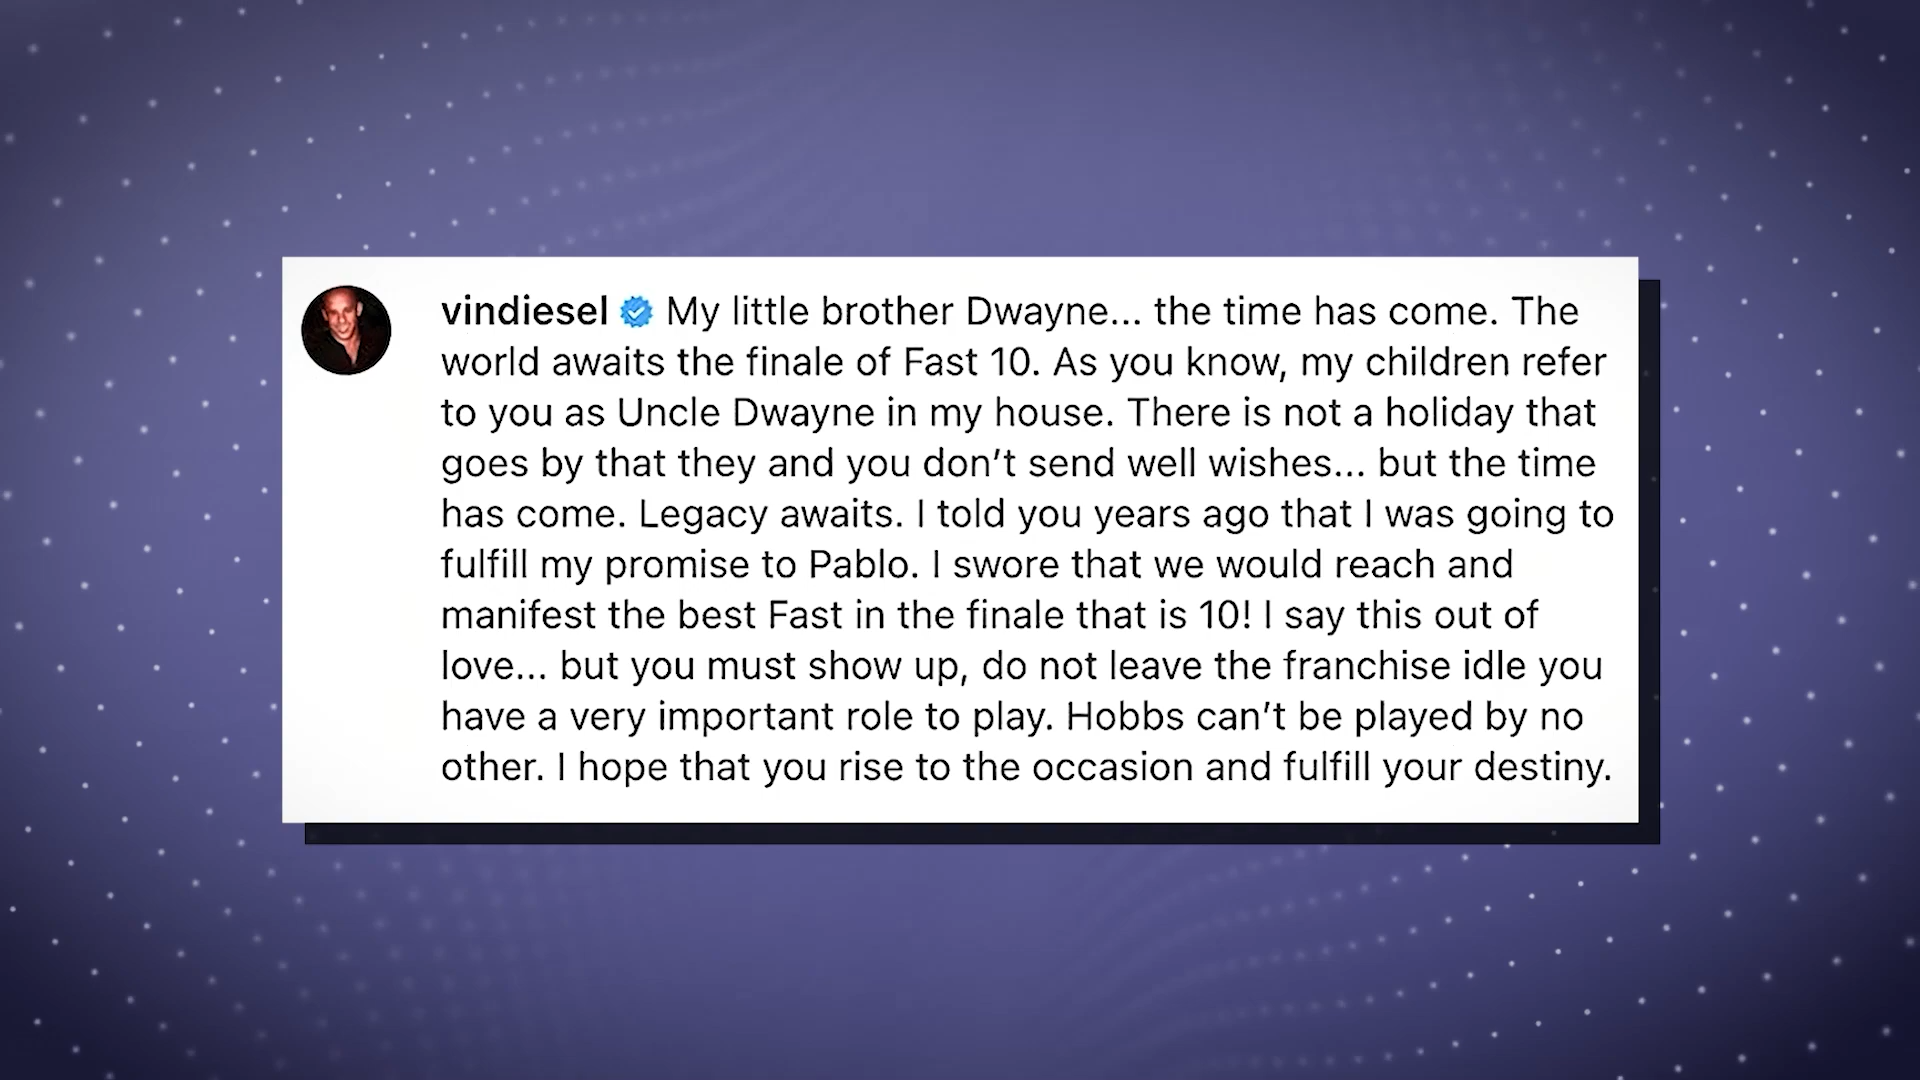 vindiesel My little brother Dwayne... the time has come. The
world awaits the finale of Fast 10. As you know, my children refer
to you as Uncle Dwayne in my house. There is not a holiday that
goes by that they and you don’t send well wishes... but the time
has come. Legacy awaits. I told you years ago that I was going to
fulfill my promise to Pablo. I swore that we would reach and
manifest the best Fast in the finale that is 10! I say this out of
love... but you must show up, do not leave the franchise idle you
have a very important role to play. Hobbs can’t be played by no
other. I hope that you rise to the occasion and fulfill your destiny.